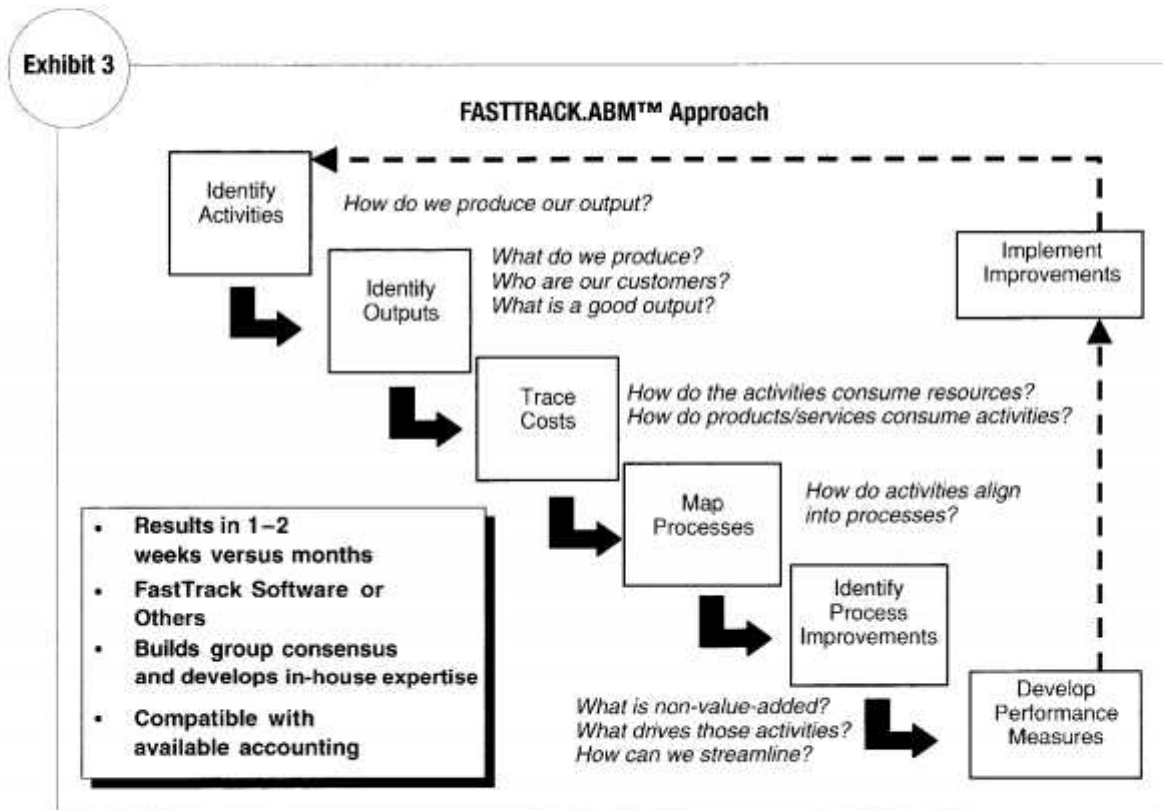 Exhibit 3
FASTTRACK.ABM™ Approach
Identify
Activities
How do we produce our output?
Identify
Outputs
What do we produce?
Who are our customers?
What is a good output?
Implement
Improvements
Trace
Costs
How do the activities consume resources?
How do products/services consume activities?
Map
Processes
How do activities align
into processes?
Identify
Process
Improvements
What is non-value-added?
What drives those activities?
How can we streamline?
Develop
Performance
Measures
• Results in 1–2
weeks versus months
• FastTrack Software or
Others
• Builds group consensus
and develops in-house expertise
• Compatible with
available accounting